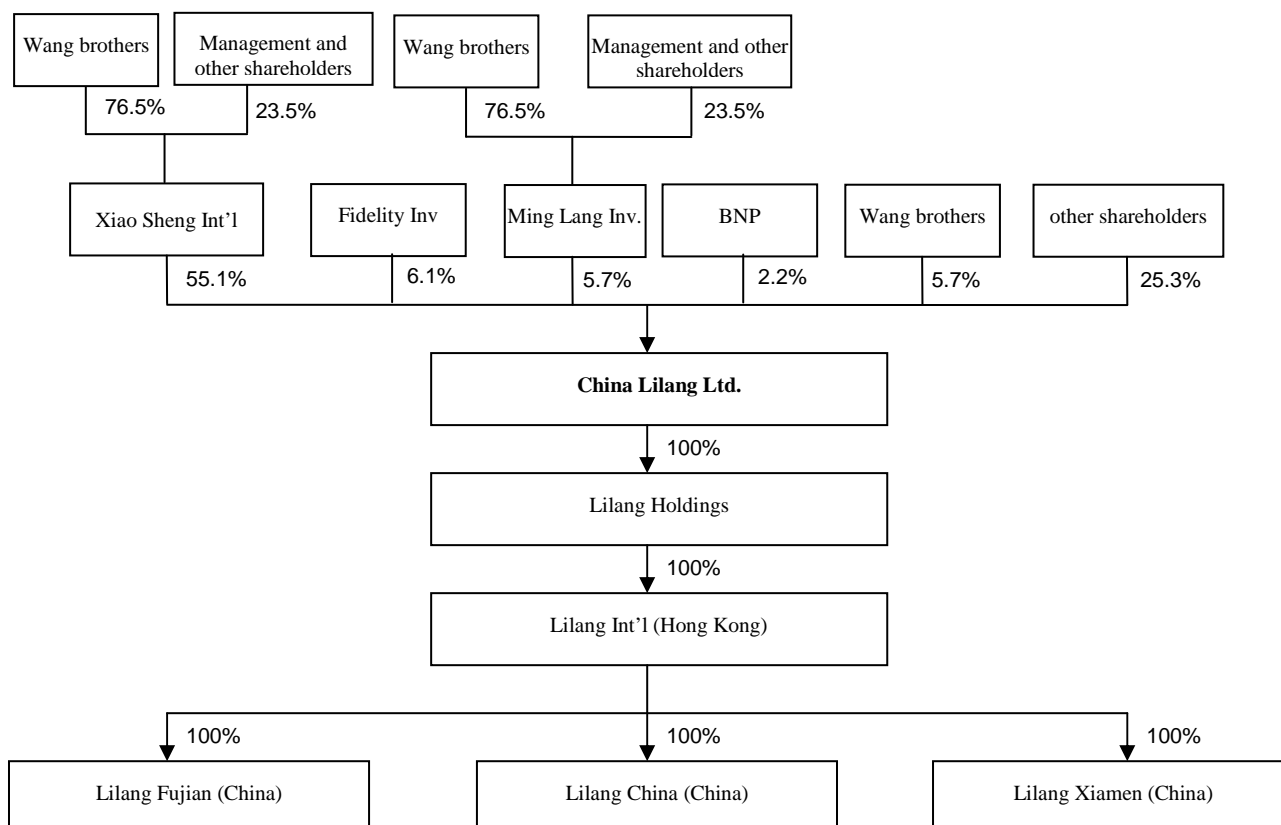 Wang brothers
Management and
other shareholders
Wang brothers
Management and other
shareholders
76.5%
23.5%
76.5%
23.5%
Xiao Sheng Int’l
Fidelity Inv
Ming Lang Inv.
BNP
Wang brothers
other shareholders
55.1%
6.1%
5.7%
2.2%
5.7%
25.3%
China Lilang Ltd.
100%
Lilang Holdings
100%
Lilang Int’l (Hong Kong)
100%
100%
100%
Lilang Fujian (China)
Lilang China (China)
Lilang Xiamen (China)